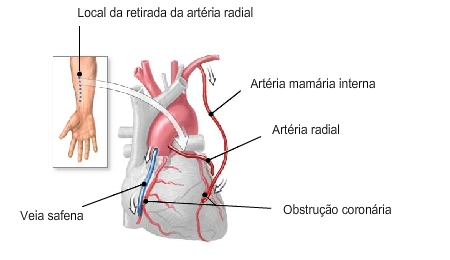 Local da retirada da artéria radial
Artéria mamária interna
Artéria radial
Veia safena
Obstrução coronária